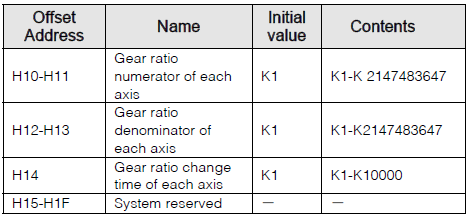 Offset Address Name Initial value Contents
H10-H11 Gear ratio numerator of each axis K1 K1-K 2147483647
H12-H13 Gear ratio denominator of each axis K1 K1-K2147483647
H14 Gear ratio change time of each axis K1 K1-K10000
H15-H1F System reserved — —